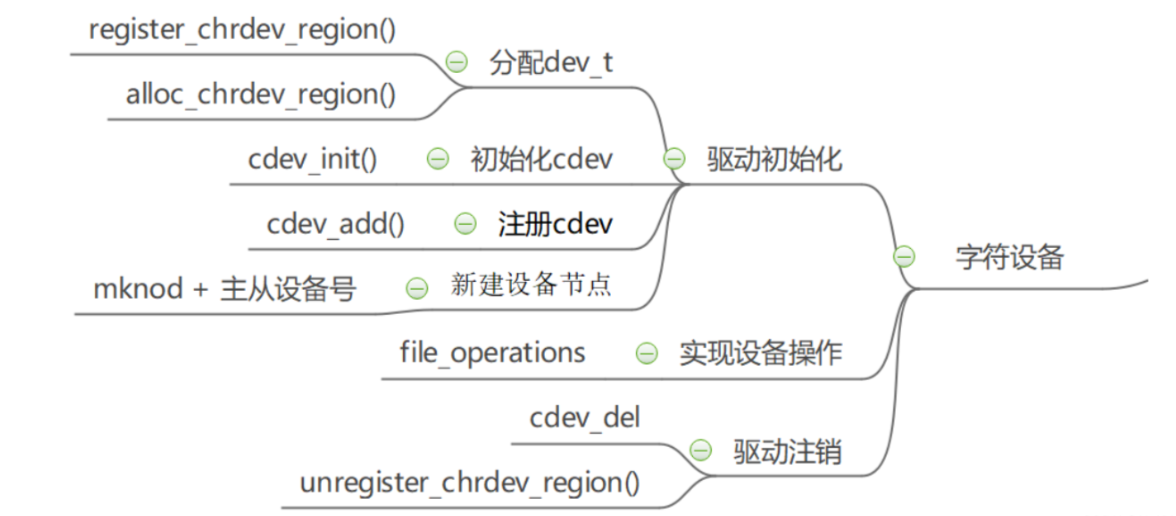 register_chrdev_region()
分配dev_t
alloc_chrdev_region()
cdev_init()
初始化cdev
驱动初始化
cdev_add()
注册cdev
字符设备
mknod + 主从设备号
新建设备节点
file_operations
实现设备操作
cdev_del
驱动注销
unregister_chrdev_region()